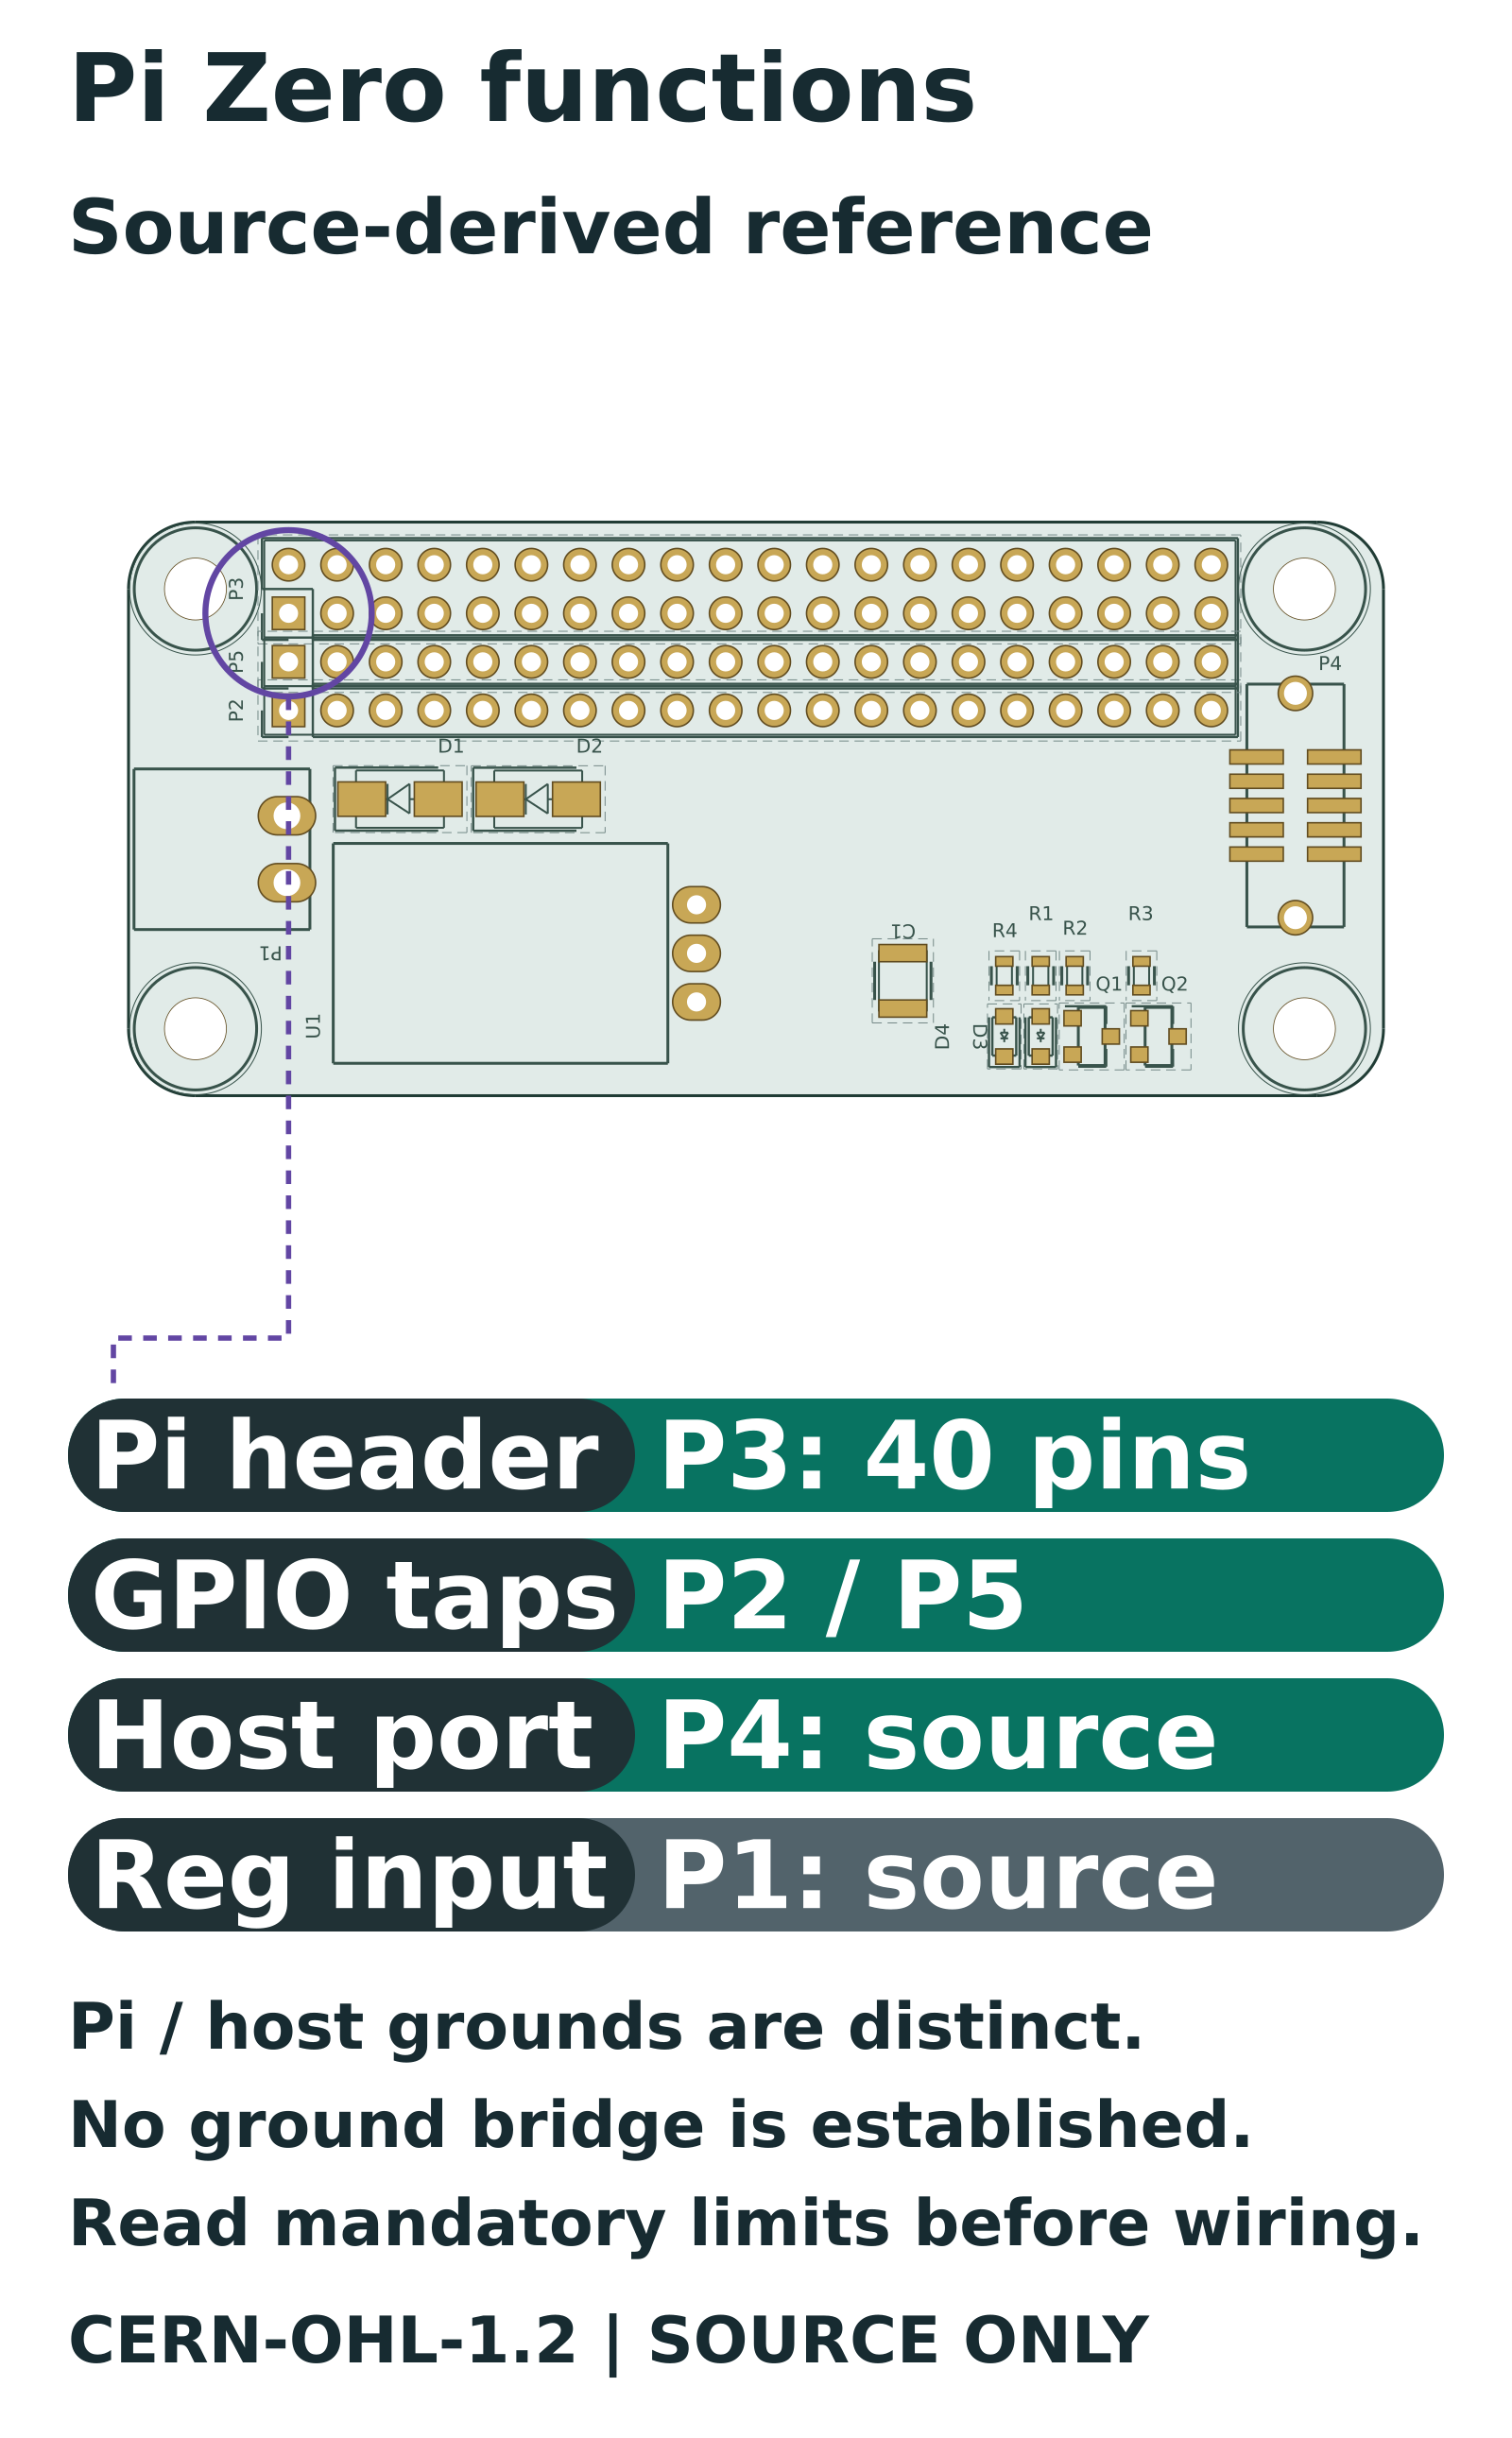 Pi Zero functions
Source-derived reference
P3
P5
P4
P2
D1 D2
C1
R4 R1 R2 R3
P1
Q1 Q2
U1
D4 D3
Pi header P3: 40 pins
GPIO taps P2 / P5
Host port P4: source
Reg input P1: source
Pi / host grounds are distinct.
No ground bridge is established.
Read mandatory limits before wiring.
CERN-OHL-1.2 | SOURCE ONLY